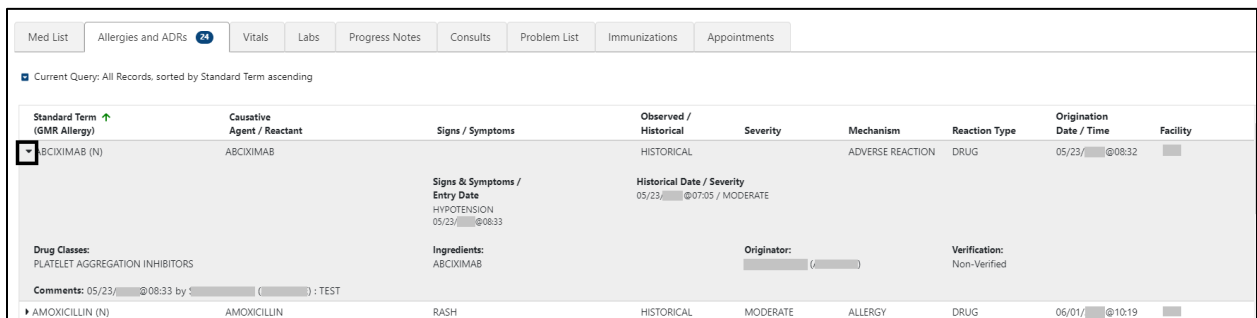 Med List Allergies and ADRs 24 Vitals Labs Progress Notes Consults Problem List Immunizations Appointments
Current Query: All Records, sorted by Standard Term ascending
Standard Term Causative Observed / Origination
(GMR Allergy) Agent / Reactant Signs / Symptoms Historical Severity Mechanism Reaction Type Date / Time Facility
ABCIXIMAB (N) ABCIXIMAB HISTORICAL ADVERSE REACTION DRUG 05/23/ @08:32
Signs & Symptoms / Historical Date / Severity
Entry Date 05/23/ @07:05 / MODERATE
HYPOTENSION
05/23/ @08:33
Drug Classes: Ingredients: Originator: Verification:
PLATELET AGGREGATION INHIBITORS ABCIXIMAB ( ) Non-Verified
Comments: 05/23/ @08:33 by ( ) : TEST
AMOXICILLIN (N) AMOXICILLIN RASH HISTORICAL MODERATE ALLERGY DRUG 06/01/ @10:19